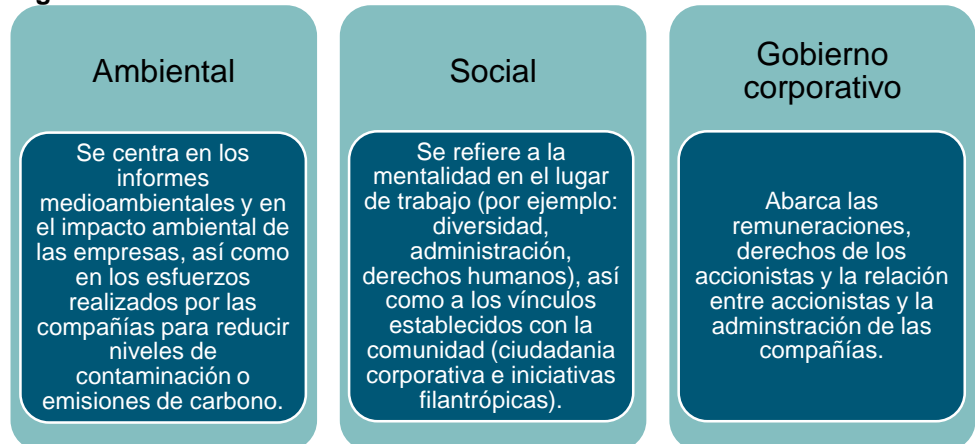 Ambiental
Se centra en los
informes
medioambientales y en
el impacto ambiental de
las empresas, así como
en los esfuerzos
realizados por las
compañías para reducir
niveles de
contaminación o
emisiones de carbono.
Social
Se refiere a la
mentalidad en el lugar
de trabajo (por ejemplo:
diversidad,
administración,
derechos humanos), así
como a los vínculos
establecidos con la
comunidad (ciudadania
corporativa e iniciativas
filantrópicas).
Gobierno
corporativo
Abarca las
remuneraciones,
derechos de los
accionistas y la relación
entre accionistas y la
adminstración de las
compañías.